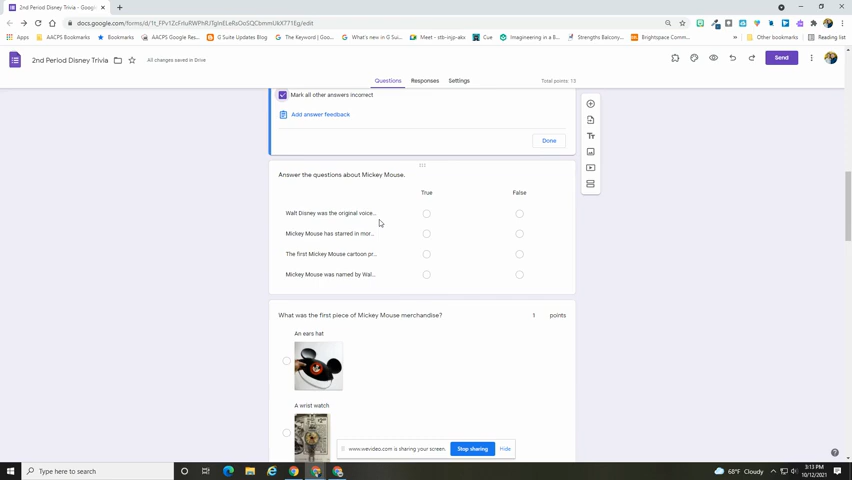 2nd Period Disney Trivia
docs.google.com/forms/d/1t_FPv1ZcFrtuRWPhRJTglnELeRxOoSQCbmmUkX771Eg/edit
Apps
AACPS Bookmarks
Bookmarks
AACPS Google Res...
G Suite Updates Blog
The Keyword | Goo...
What's new in G Sui...
Meet - stb-injz-akx
Cue
Imagineering in a B...
Strengths Balcony...
Brightspace Comm...
Other bookmarks
Reading list
2nd Period Disney Trivia
All changes saved in Drive
Send
Questions
Responses
Settings
Total points: 13
Mark all other answers incorrect
Add answer feedback
Done
Answer the questions about Mickey Mouse.
True
False
Walt Disney was the original voice...
Mickey Mouse has starred in mor...
The first Mickey Mouse cartoon pr...
Mickey Mouse was named by Wal...
What was the first piece of Mickey Mouse merchandise?
1 points
An ears hat
A wrist watch
www.wevideo.com is sharing your screen.
Stop sharing
Hide
Type here to search
68°F Cloudy
3:13 PM
10/12/2021